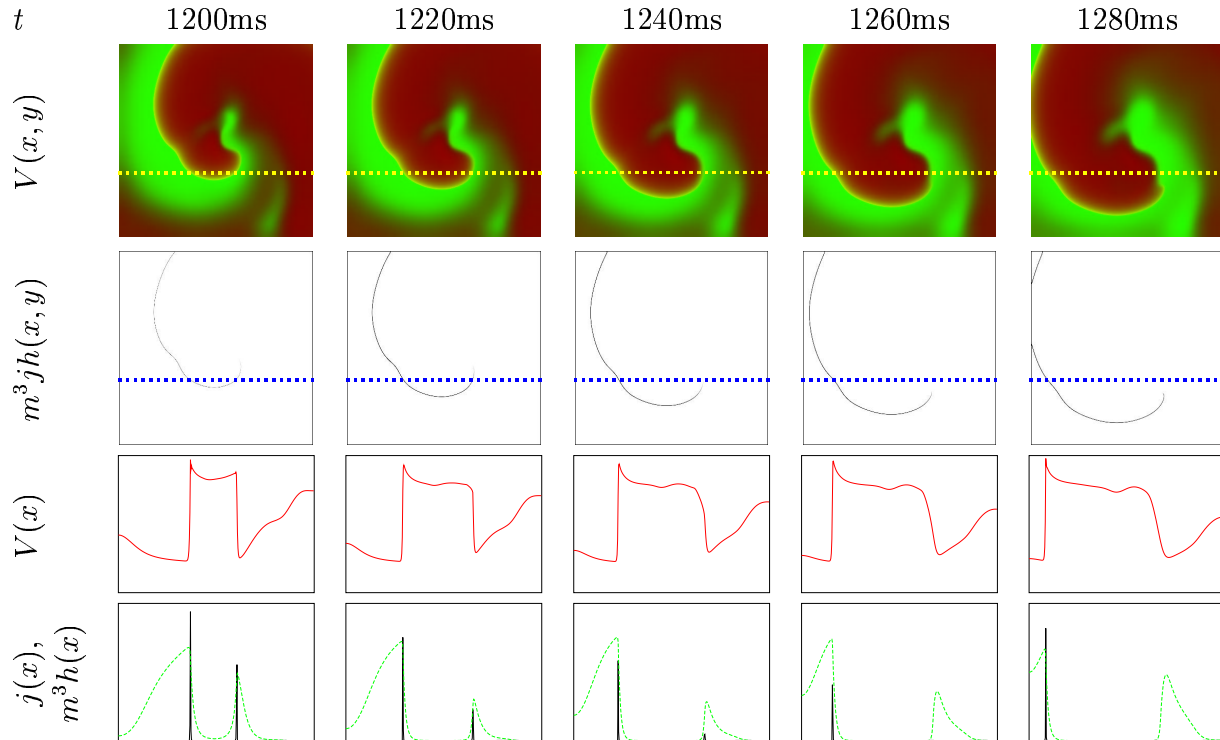 t 1200ms 1220ms 1240ms 1260ms 1280ms
V(x, y)
m³jh(x, y)
V(x)
j(x),
m³h(x)